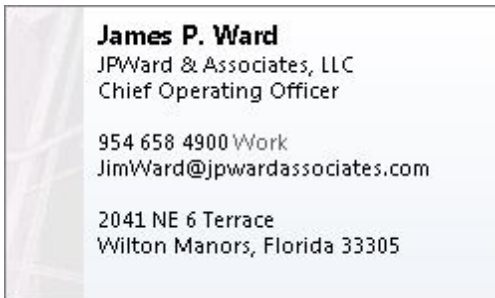 James P. Ward
JPWard & Associates, LLC
Chief Operating Officer
954 658 4900 Work
JimWard@jpwardassociates.com
2041 NE 6 Terrace
Wilton Manors, Florida 33305